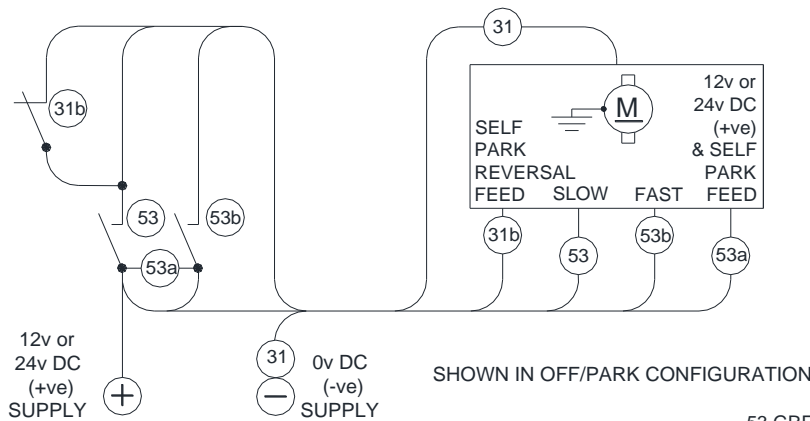 31
31b
53
53b
53a
12v or
24v DC
(+ve)
SUPPLY
+
31
−
0v DC
(-ve)
SUPPLY
M
SELF
PARK
REVERSAL
FEED
SLOW
FAST
12v or
24v DC
(+ve)
& SELF
PARK
FEED
31b
53
53b
53a
SHOWN IN OFF/PARK CONFIGURATION